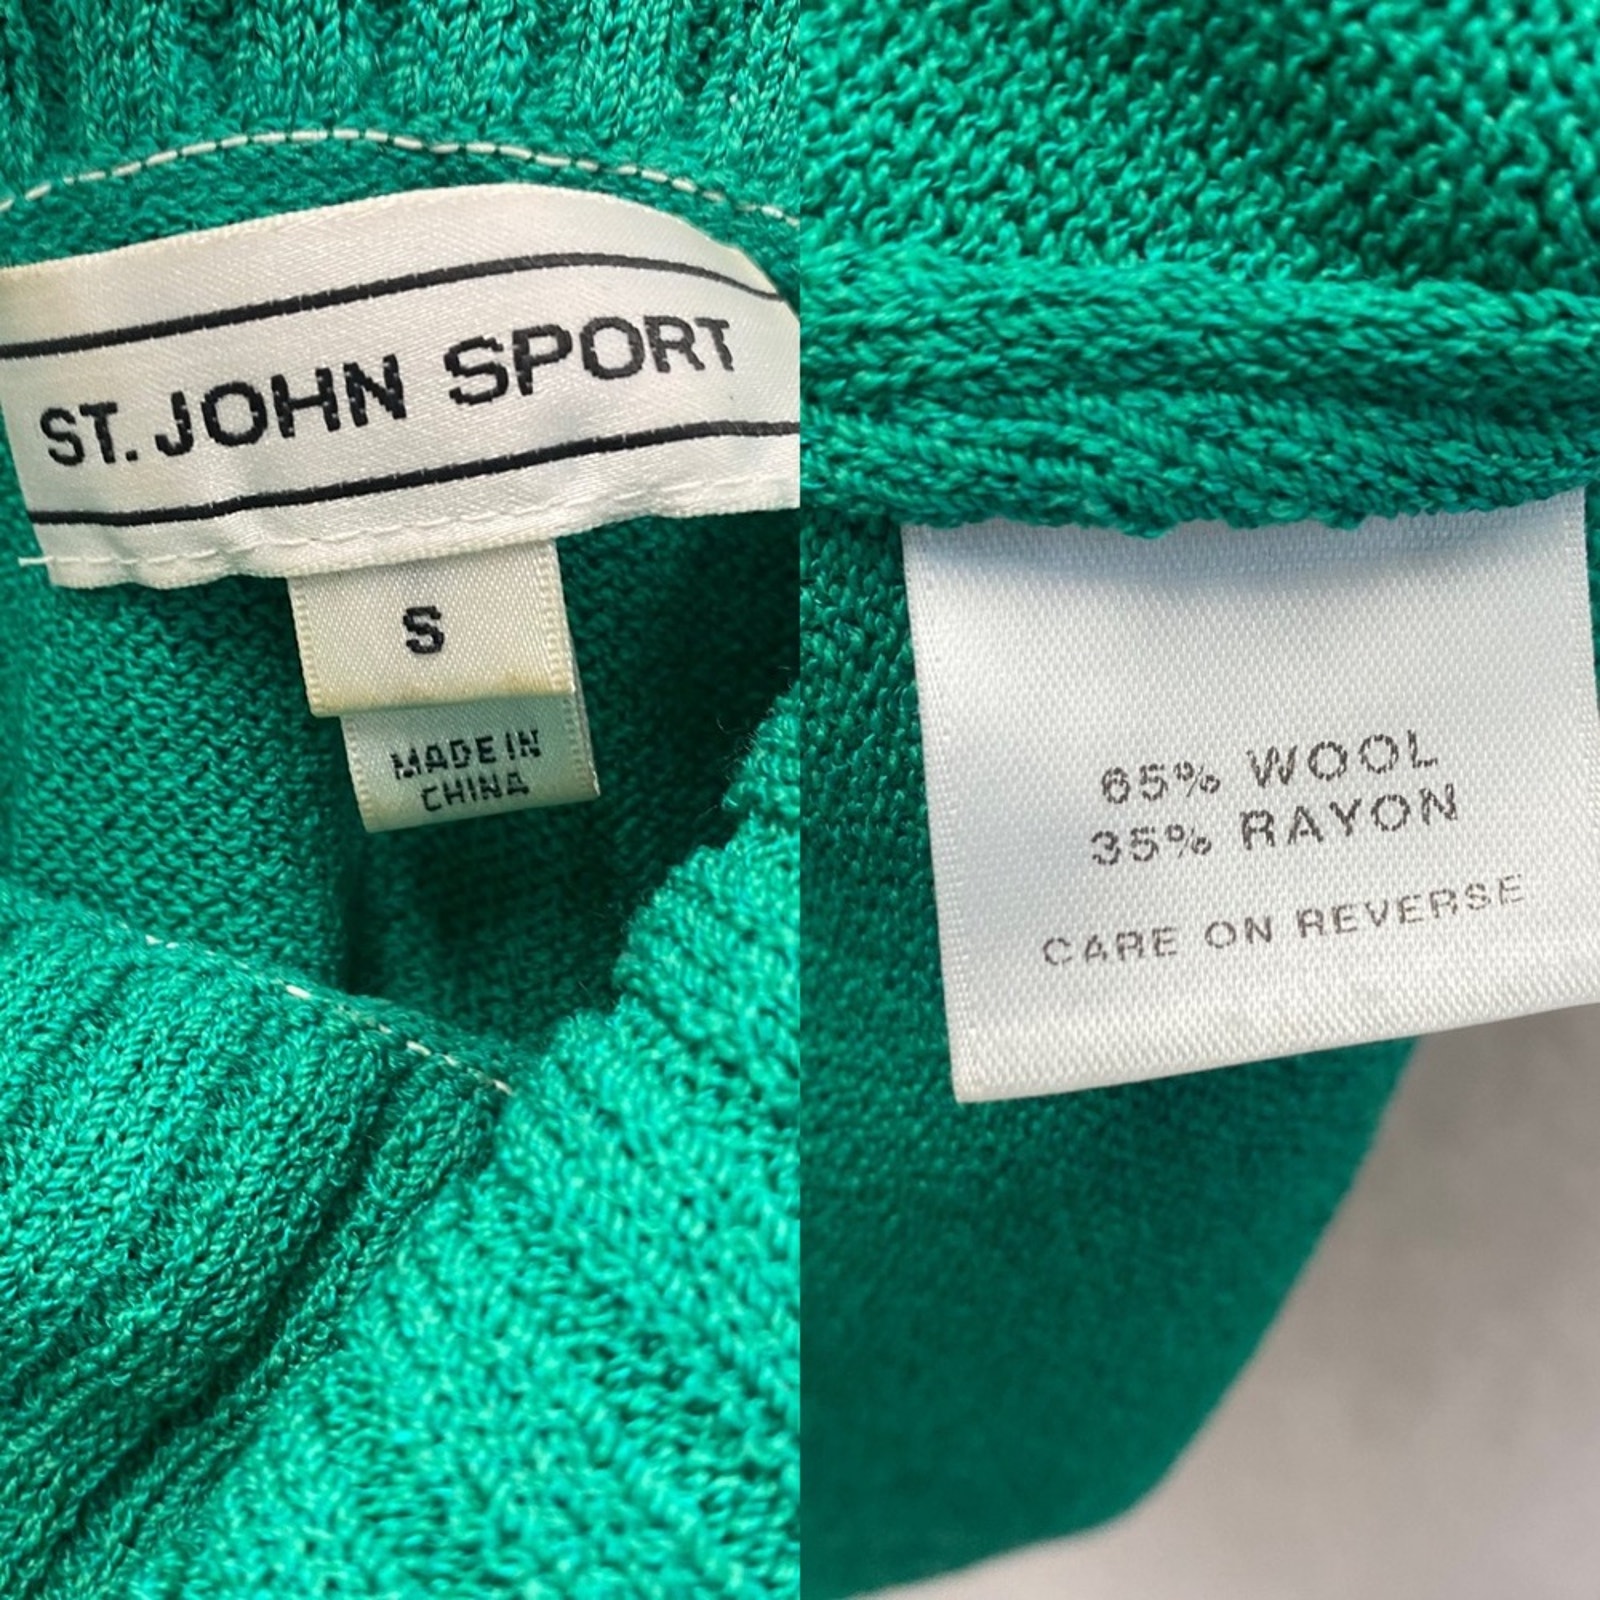 ST. JOHN SPORT
S
MADE IN
CHINA
65% WOOL
35% RAYON
CARE ON REVERSE